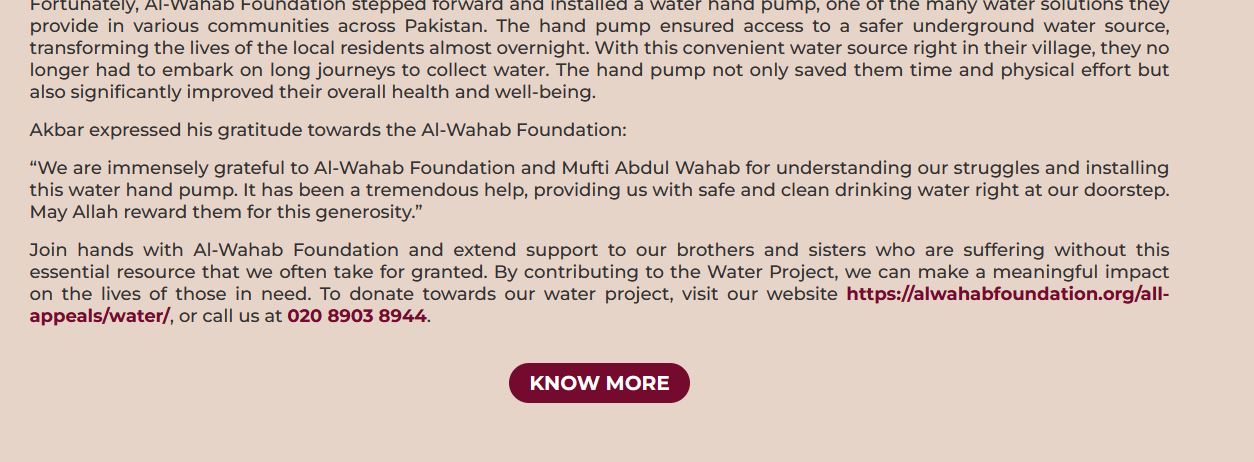 Fortunately, Al-Wahab Foundation stepped forward and installed a water hand pump, one of the many water solutions they
provide in various communities across Pakistan. The hand pump ensured access to a safer underground water source,
transforming the lives of the local residents almost overnight. With this convenient water source right in their village, they no
longer had to embark on long journeys to collect water. The hand pump not only saved them time and physical effort but
also significantly improved their overall health and well-being.
Akbar expressed his gratitude towards the Al-Wahab Foundation:
“We are immensely grateful to Al-Wahab Foundation and Mufti Abdul Wahab for understanding our struggles and installing
this water hand pump. It has been a tremendous help, providing us with safe and clean drinking water right at our doorstep.
May Allah reward them for this generosity.”
Join hands with Al-Wahab Foundation and extend support to our brothers and sisters who are suffering without this
essential resource that we often take for granted. By contributing to the Water Project, we can make a meaningful impact
on the lives of those in need. To donate towards our water project, visit our website https://alwahabfoundation.org/all-
appeals/water/, or call us at 020 8903 8944.
KNOW MORE